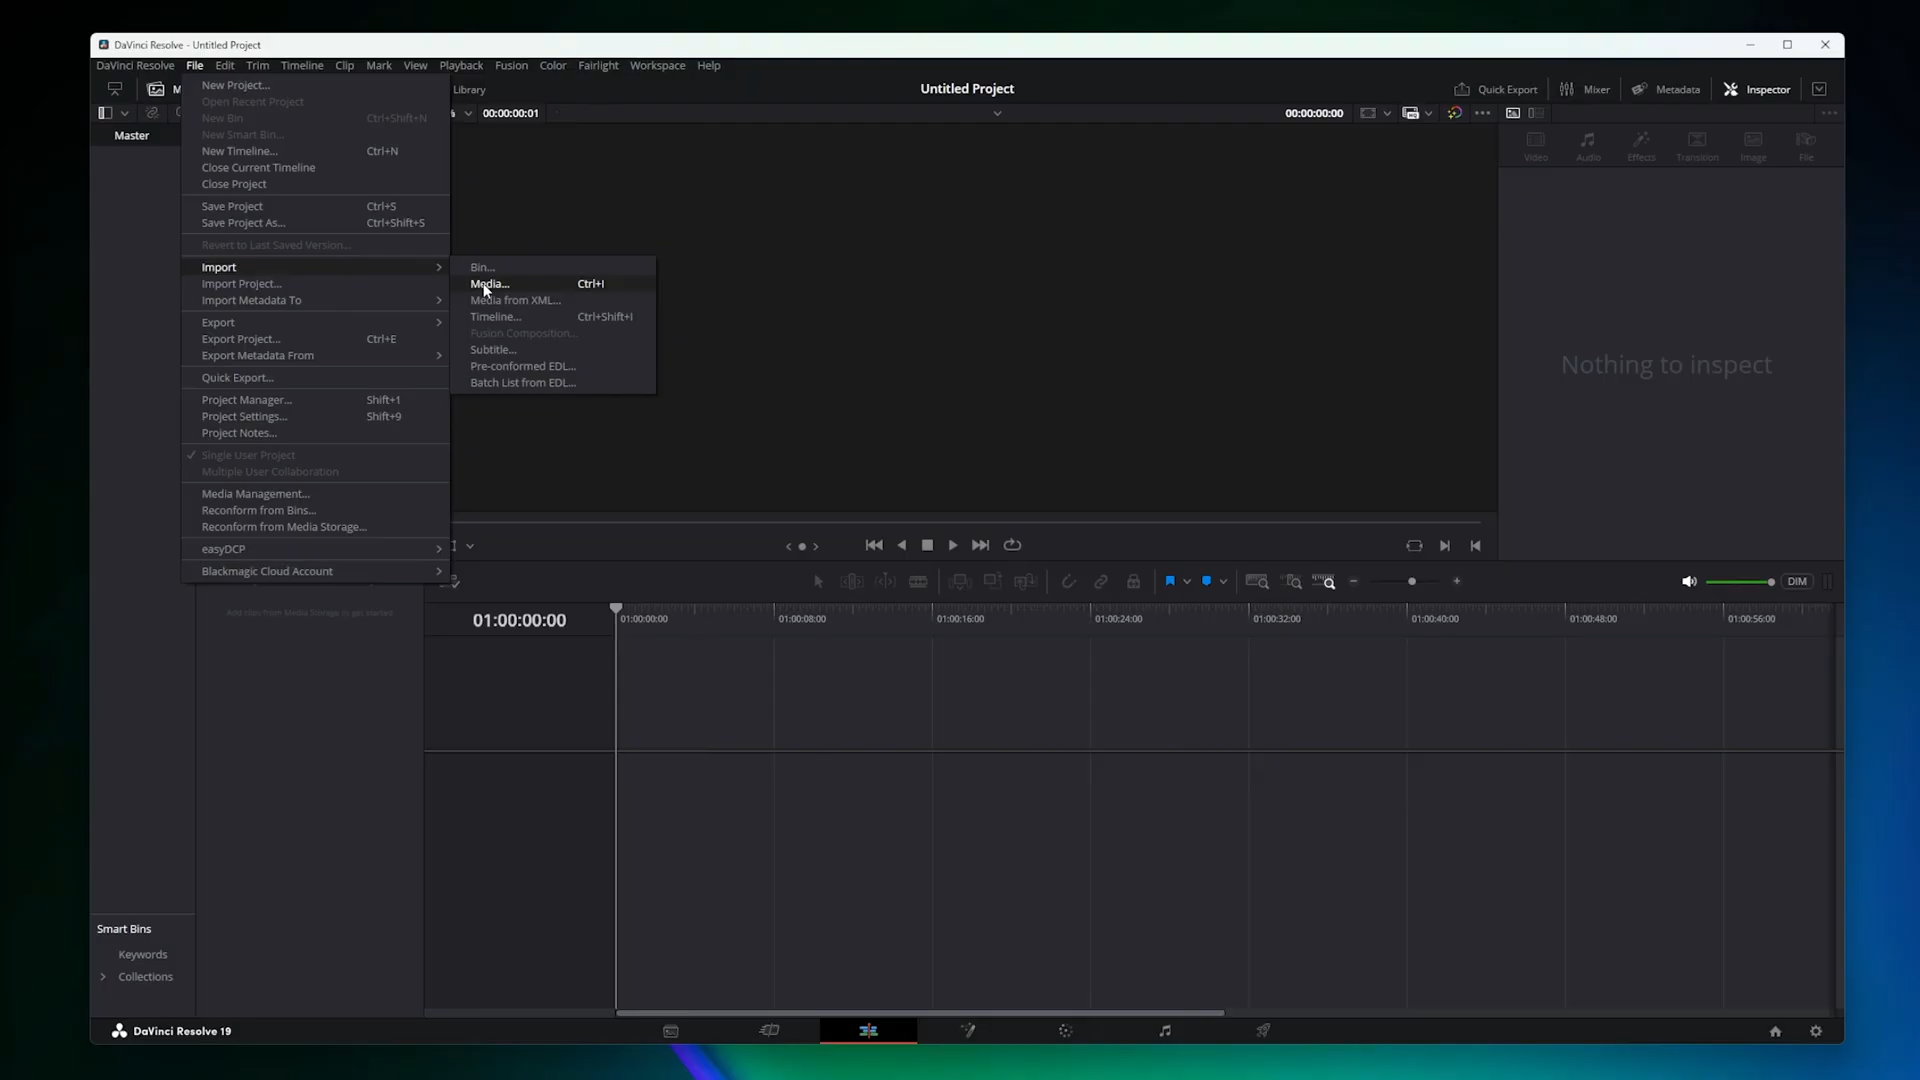 DaVinci Resolve - Untitled Project
DaVinci Resolve File Edit Trim Timeline Clip Mark View Playback Fusion Color Fairlight Workspace Help
M Library Untitled Project Quick Export Mixer Metadata Inspector
% 00:00:00:01 00:00:00:00
Master
Video Audio Effects Transition Image File
Nothing to inspect
New Project...
Open Recent Project
New Bin Ctrl+Shift+N
New Smart Bin...
New Timeline... Ctrl+N
Close Current Timeline
Close Project
Save Project Ctrl+S
Save Project As... Ctrl+Shift+S
Revert to Last Saved Version...
Import
Import Project...
Import Metadata To
Export
Export Project... Ctrl+E
Export Metadata From
Quick Export...
Project Manager... Shift+1
Project Settings... Shift+9
Project Notes...
Single User Project
Multiple User Collaboration
Media Management...
Reconform from Bins...
Reconform from Media Storage...
easyDCP
Blackmagic Cloud Account
Bin...
Media... Ctrl+I
Media from XML...
Timeline... Ctrl+Shift+I
Fusion Composition...
Subtitle...
Pre-conformed EDL...
Batch List from EDL...
DIM
Add clips from Media Storage to get started
01:00:00:00
01:00:00:00 01:00:08:00 01:00:16:00 01:00:24:00 01:00:32:00 01:00:40:00 01:00:48:00 01:00:56:00
Smart Bins
Keywords
Collections
DaVinci Resolve 19